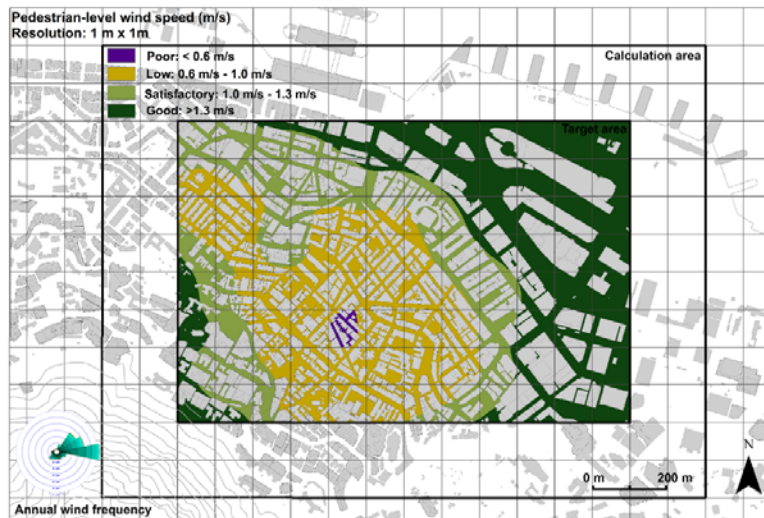 Pedestrian-level wind speed (m/s)
Resolution: 1 m x 1m
Calculation area
Poor: < 0.6 m/s
Low: 0.6 m/s - 1.0 m/s
Satisfactory: 1.0 m/s - 1.3 m/s
Good: >1.3 m/s
Target area
N
0 m 200 m
Annual wind frequency